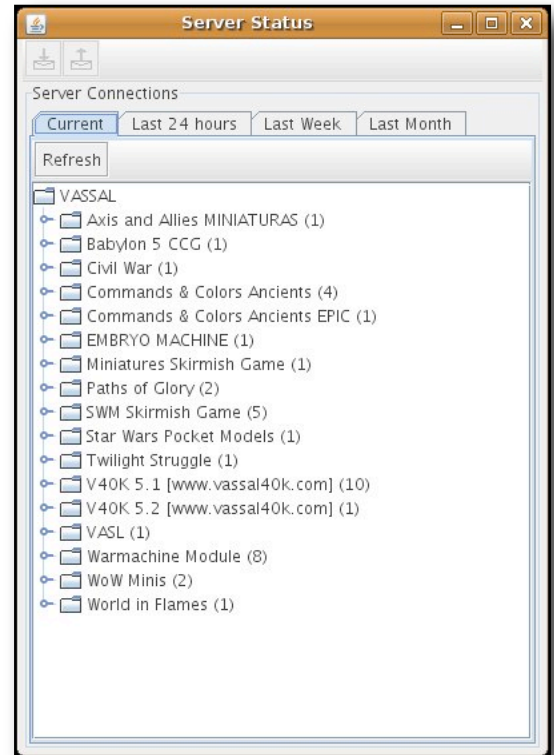 Server Status
Server Connections
Current Last 24 hours Last Week Last Month
Refresh
VASSAL
Axis and Allies MINIATURAS (1)
Babylon 5 CCG (1)
Civil War (1)
Commands & Colors Ancients (4)
Commands & Colors Ancients EPIC (1)
EMBRYO MACHINE (1)
Miniatures Skirmish Game (1)
Paths of Glory (2)
SWM Skirmish Game (5)
Star Wars Pocket Models (1)
Twilight Struggle (1)
V40K 5.1 [www.vassal40k.com] (10)
V40K 5.2 [www.vassal40k.com] (1)
VASL (1)
Warmachine Module (8)
WoW Minis (2)
World in Flames (1)